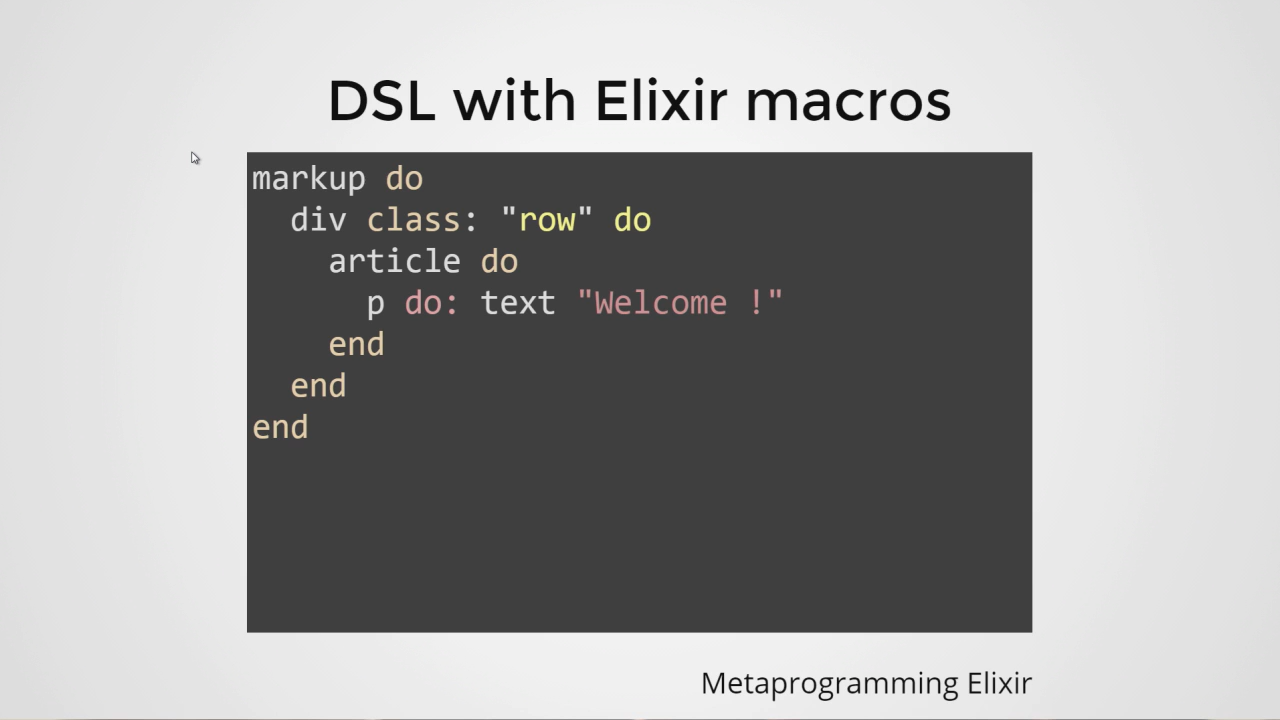 DSL with Elixir macros
markup do
  div class: "row" do
    article do
      p do: text "Welcome !"
    end
  end
end
Metaprogramming Elixir